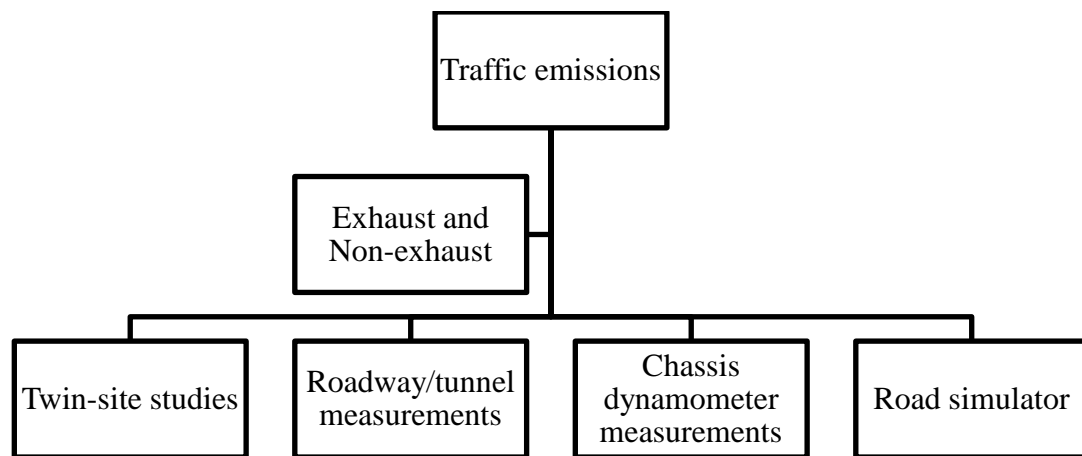 Traffic emissions
Exhaust and
Non-exhaust
Twin-site studies
Roadway/tunnel
measurements
Chassis
dynamometer
measurements
Road simulator